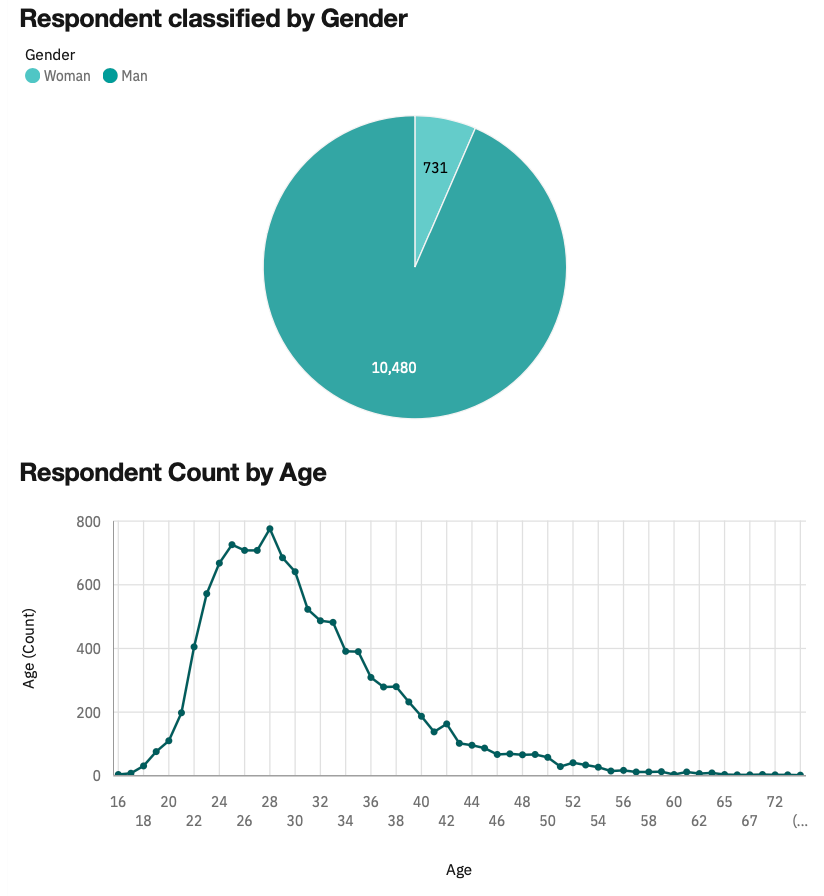 Respondent classified by Gender
Gender
Woman Man
731
10,480
Respondent Count by Age
800
600
400
200
0
Age (Count)
16 20 24 28 32 36 40 44 48 52 56 60 65 72
18 22 26 30 34 38 42 46 50 54 58 62 67 (...
Age